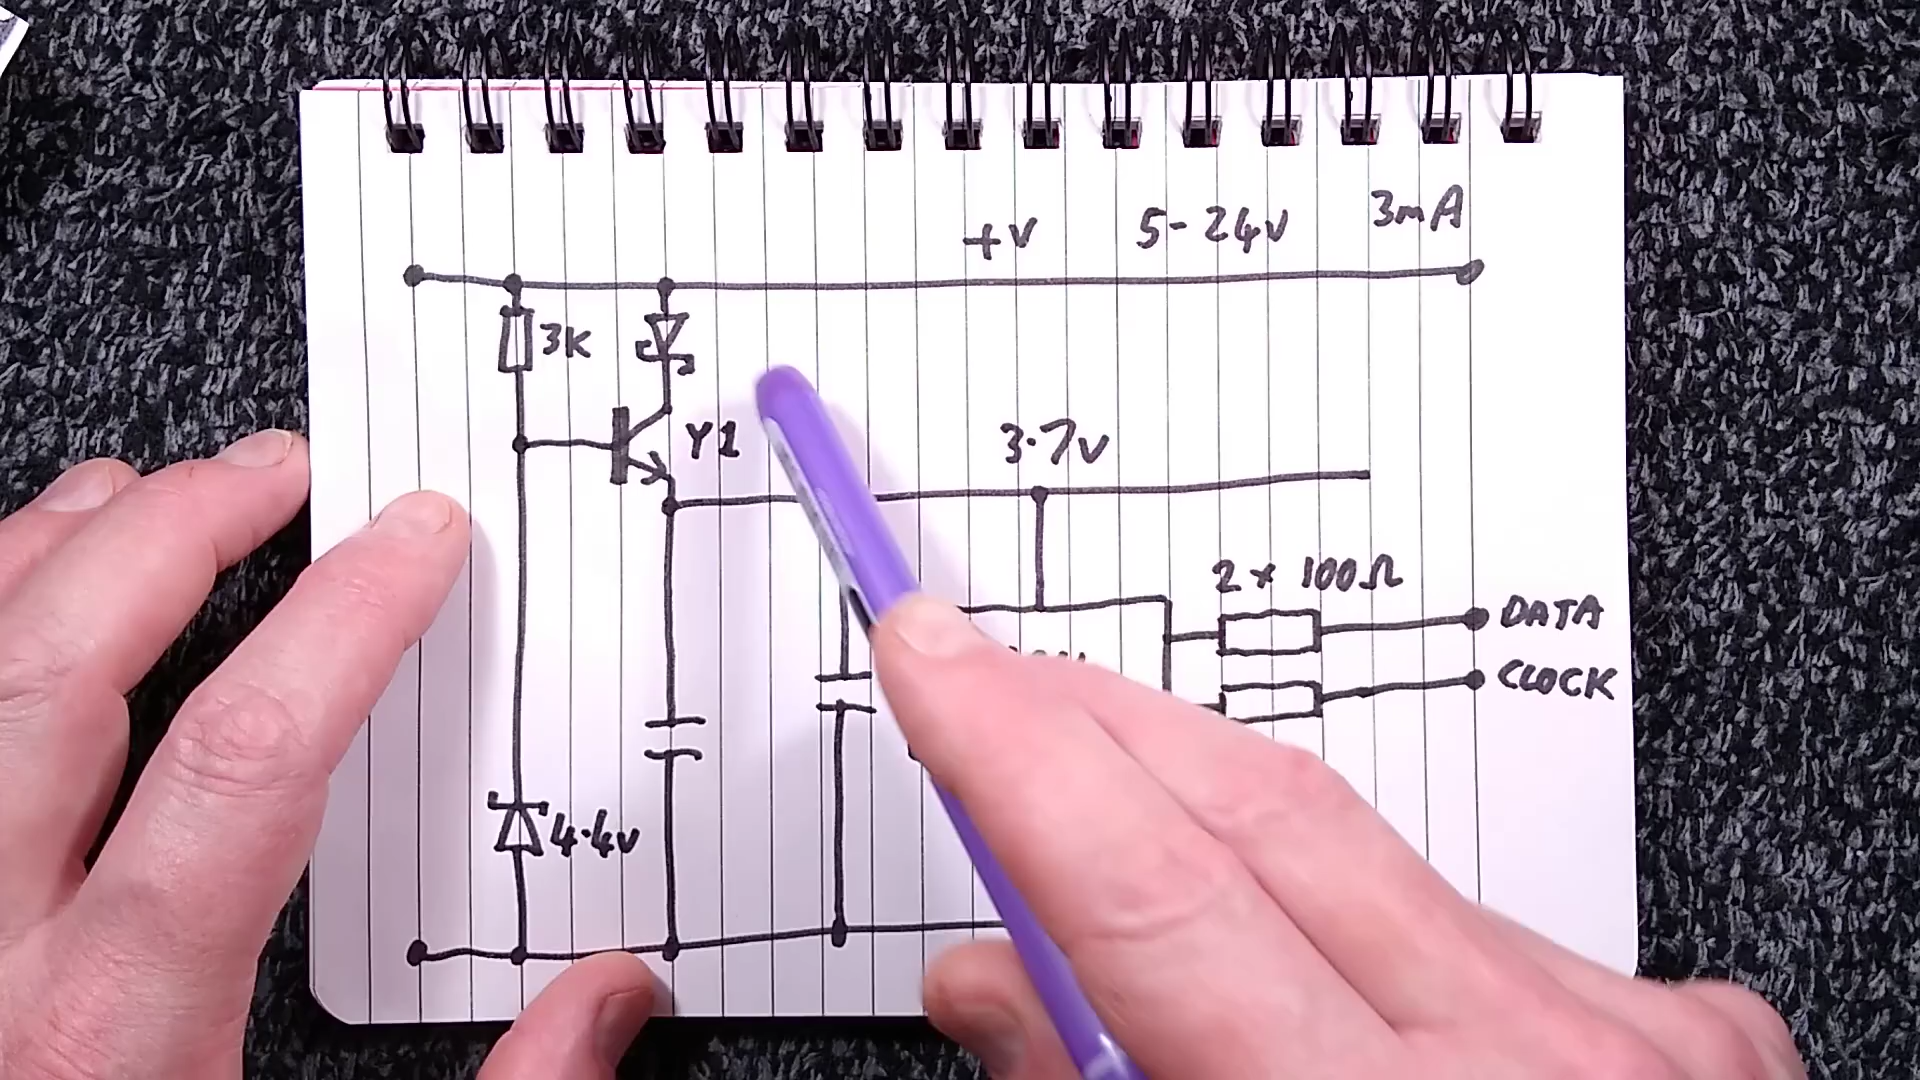 +V 5-24V 3mA
3K
Y1
3.7V
2 x 100Ω
DATA
CLOCK
4.4V